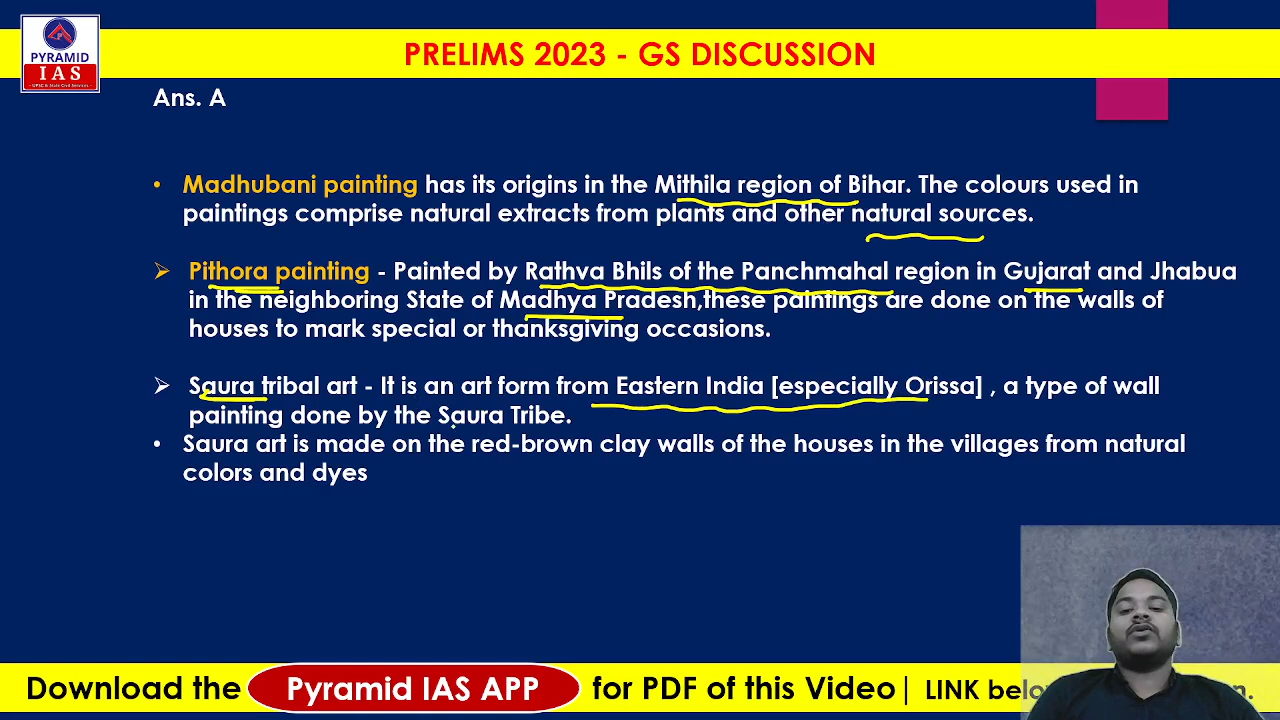 PYRAMID
IAS
PRELIMS 2023 - GS DISCUSSION
Ans. A
• Madhubani painting has its origins in the Mithila region of Bihar. The colours used in
paintings comprise natural extracts from plants and other natural sources.
➢ Pithora painting - Painted by Rathva Bhils of the Panchmahal region in Gujarat and Jhabua
in the neighboring State of Madhya Pradesh,these paintings are done on the walls of
houses to mark special or thanksgiving occasions.
➢ Saura tribal art - It is an art form from Eastern India [especially Orissa] , a type of wall
painting done by the Saura Tribe.
• Saura art is made on the red-brown clay walls of the houses in the villages from natural
colors and dyes
Download the Pyramid IAS APP for PDF of this Video| LINK